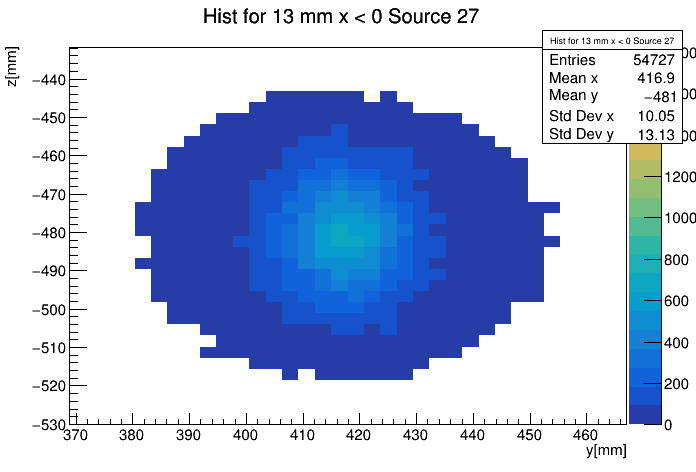 Hist for 13 mm x < 0 Source 27
z[mm]
Hist for 13 mm x < 0 Source 27
Entries 54727
Mean x 416.9
Mean y −481
Std Dev x 10.05
Std Dev y 13.13
−440
−450
−460
−470
−480
−490
−500
−510
−520
−530
1200
1000
800
600
400
200
0
370 380 390 400 410 420 430 440 450 460
y[mm]